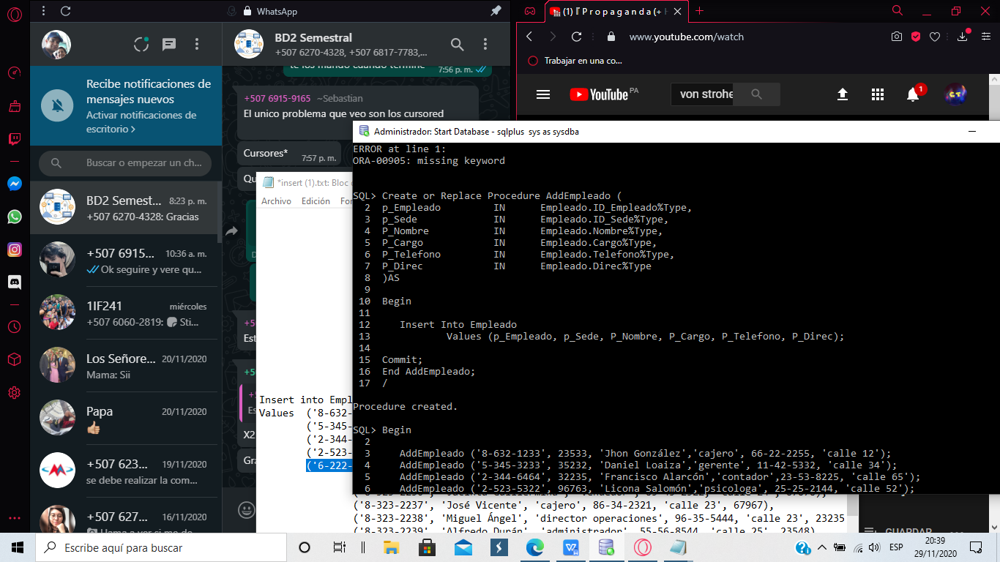 WhatsApp
(1)『 P r o p a g a n d a (+
www.youtube.com/watch
Trabajar en una co...
BD2 Semestral
+507 6270-4328, +507 6817-7783,...
Recibe notificaciones de
mensajes nuevos
Activar notificaciones de
escritorio >
Buscar o empezar un ch...
BD2 Semest... 8:23 p. m.
+507 6270-4328: Gracias
+507 6915... 10:36 a. m.
Ok seguire y vere qu...
1IF241 miércoles
+507 6060-2819: Sti...
Los Señore... 20/11/2020
Mama: Sii
Papa 20/11/2020
+507 623... 19/11/2020
se debe realizar la com...
+507 627... 16/11/2020
te los mando cuando termine
7:56 p. m.
+507 6915-9165 ~Sebastian
El unico problema que veo son los cursored
Cursores* 7:57 p. m.
Qu
Est
X2
Gra
YouTube PA
von strohe
1
GUARDAR
*insert (1).txt: Bloc
Archivo Edición For
Insert into Empl
Values ('8-632-
('5-345-
('2-344-
('2-523-
('6-222-
Administrador: Start Database - sqlplus sys as sysdba
ERROR at line 1:
ORA-00905: missing keyword
SQL> Create or Replace Procedure AddEmpleado (
2 p_Empleado IN Empleado.ID_Empleado%Type,
3 p_Sede IN Empleado.ID_Sede%Type,
4 P_Nombre IN Empleado.Nombre%Type,
5 P_Cargo IN Empleado.Cargo%Type,
6 P_Telefono IN Empleado.Telefono%Type,
7 P_Direc IN Empleado.Direc%Type
8 )AS
9
10 Begin
11
12 Insert Into Empleado
13 Values (p_Empleado, p_Sede, P_Nombre, P_Cargo, P_Telefono, P_Direc);
14
15 Commit;
16 End AddEmpleado;
17 /
Procedure created.
SQL> Begin
2
3 AddEmpleado ('8-632-1233', 23533, 'Jhon González','cajero', 66-22-2255, 'calle 12');
4 AddEmpleado ('5-345-3233', 35232, 'Daniel Loaiza','gerente', 11-42-5332, 'calle 34');
5 AddEmpleado ('2-344-6464', 32235, 'Francisco Alarcón','contador',23-53-8225, 'calle 65');
6 AddEmpleado ('2-523-5322', 96763, 'Licona Salomón','psicologa', 25-25-2144, 'calle 52');
('8-323-2237', 'José Vicente', 'cajero', 86-34-2321, 'calle 23', 67967),
('8-323-2238', 'Miguel Ángel', 'director operaciones', 96-35-5444, 'calle 23', 23235
('8-323-2239', 'Alfredo Durán', 'administrador', 55-56-8544, 'calle 25', 23548)
Escribe aquí para buscar
ESP
20:39
29/11/2020